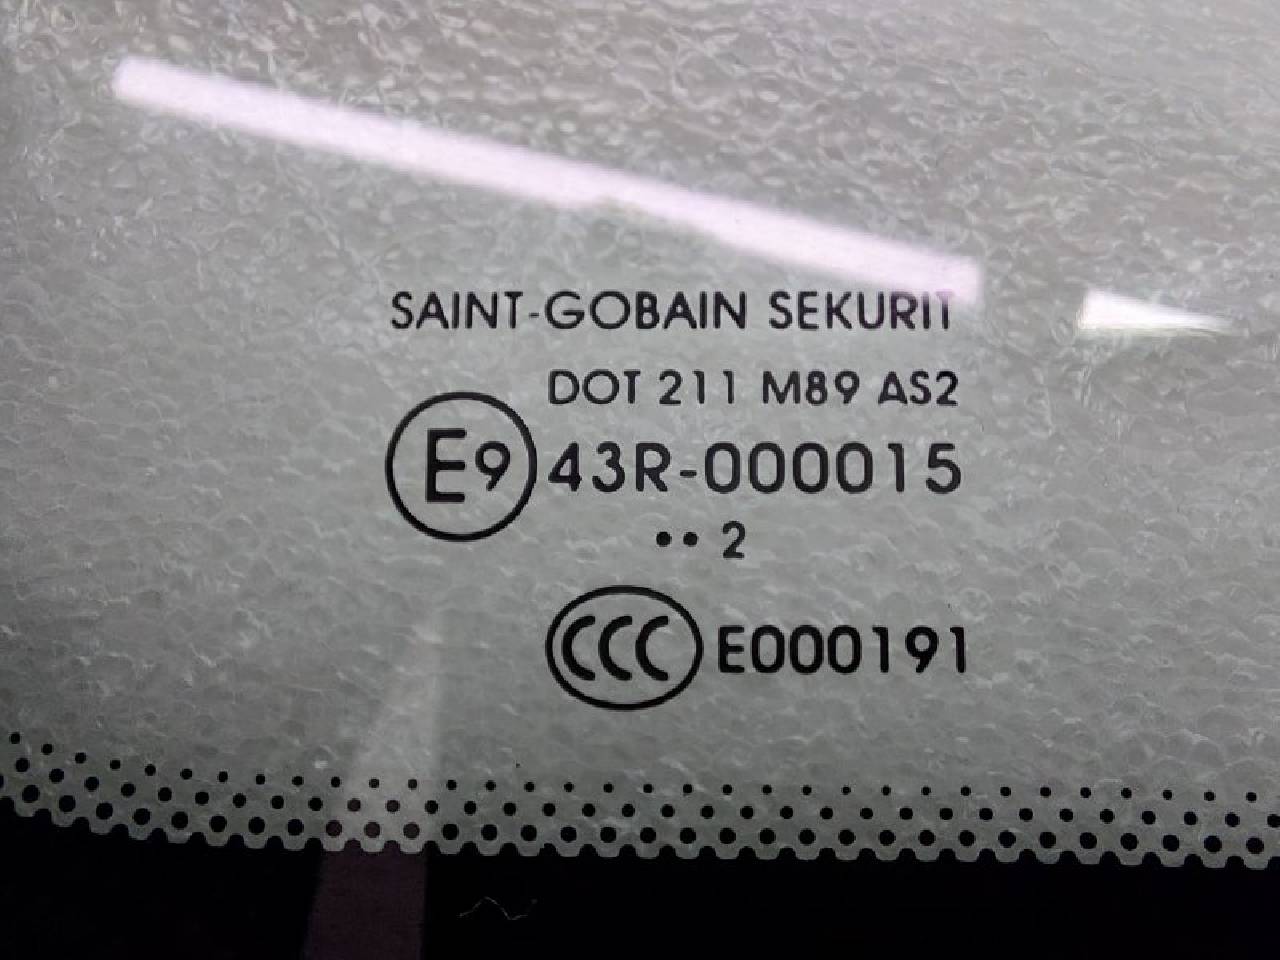 SAINT-GOBAIN SEKURIT
DOT 211 M89 AS2
E9 43R-000015
•• 2
CCC E000191